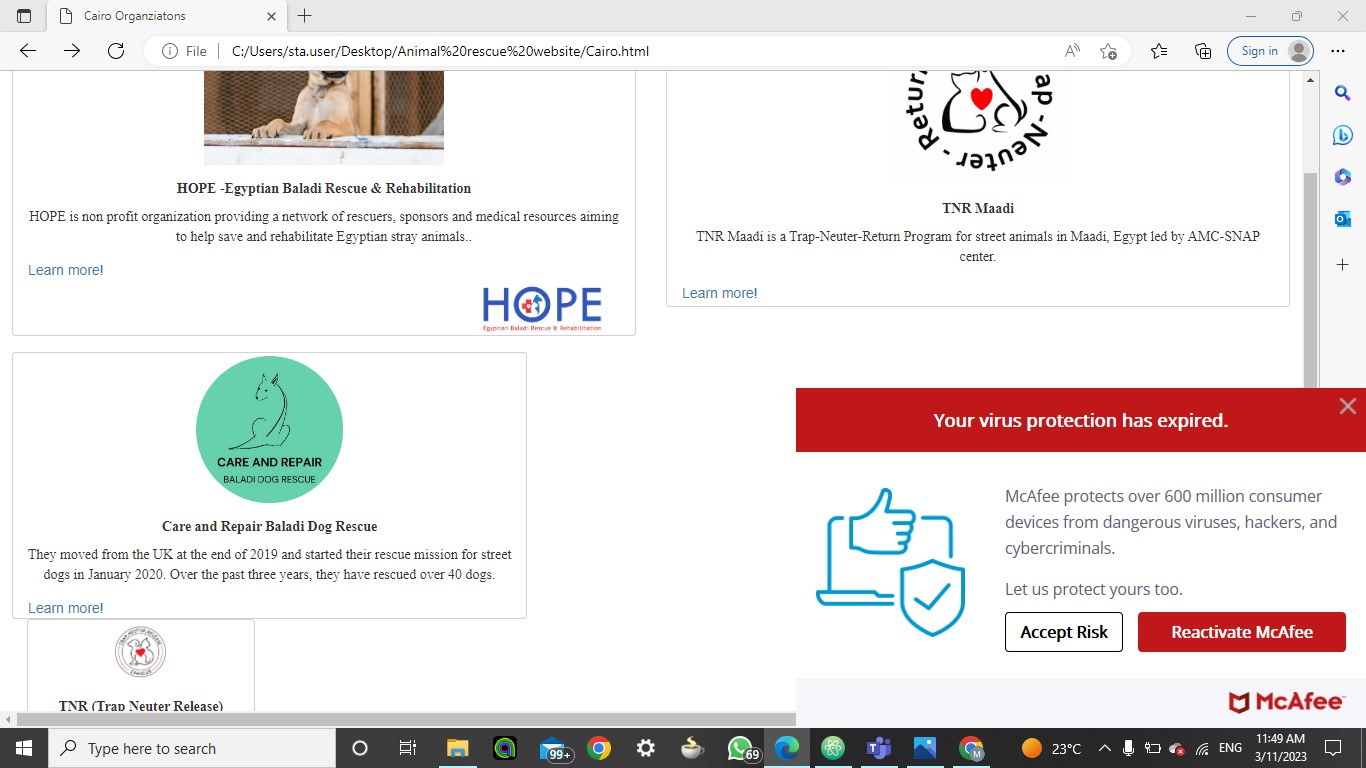 Cairo Organziatons
File
C:/Users/sta.user/Desktop/Animal%20rescue%20website/Cairo.html
Sign in
HOPE -Egyptian Baladi Rescue & Rehabilitation
HOPE is non profit organization providing a network of rescuers, sponsors and medical resources aiming
to help save and rehabilitate Egyptian stray animals..
Learn more!
HOPE
Egyptian Baladi Rescue & Rehabilitation
ap-Neuter-Retur
TNR Maadi
TNR Maadi is a Trap-Neuter-Return Program for street animals in Maadi, Egypt led by AMC-SNAP
center.
Learn more!
CARE AND REPAIR
BALADI DOG RESCUE
Care and Repair Baladi Dog Rescue
They moved from the UK at the end of 2019 and started their rescue mission for street
dogs in January 2020. Over the past three years, they have rescued over 40 dogs.
Learn more!
TRAP-NEUTER-RELEASE
TNR (Trap Neuter Release)
Your virus protection has expired.
McAfee protects over 600 million consumer
devices from dangerous viruses, hackers, and
cybercriminals.
Let us protect yours too.
Accept Risk
Reactivate McAfee
McAfee
Type here to search
99+
69
M
23°C
ENG
11:49 AM
3/11/2023